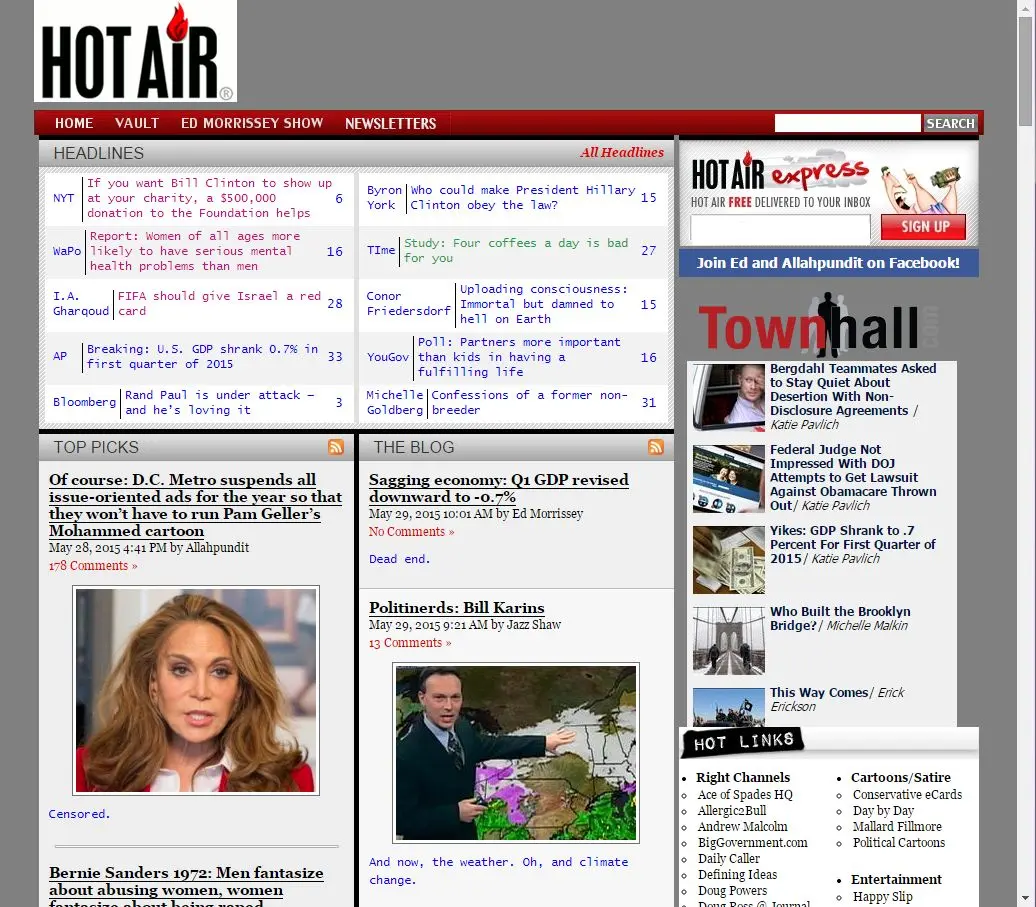 HOT AiR®
HOME VAULT ED MORRISSEY SHOW NEWSLETTERS SEARCH
HEADLINES All Headlines
NYT
If you want Bill Clinton to show up
at your charity, a $500,000
donation to the Foundation helps
6
Byron
York
Who could make President Hillary
Clinton obey the law?
15
WaPo
Report: Women of all ages more
likely to have serious mental
health problems than men
16
TIme
Study: Four coffees a day is bad
for you
27
I.A.
Gharqoud
FIFA should give Israel a red
card
28
Conor
Friedersdorf
Uploading consciousness:
Immortal but damned to
hell on Earth
15
AP
Breaking: U.S. GDP shrank 0.7% in
first quarter of 2015
33
YouGov
Poll: Partners more important
than kids in having a
fulfilling life
16
Bloomberg
Rand Paul is under attack –
and he's loving it
3
Michelle
Goldberg
Confessions of a former non-
breeder
31
TOP PICKS
Of course: D.C. Metro suspends all
issue-oriented ads for the year so that
they won't have to run Pam Geller's
Mohammed cartoon
May 28, 2015 4:41 PM by Allahpundit
178 Comments »
Censored.
Bernie Sanders 1972: Men fantasize
about abusing women, women
fantasize about being raped
THE BLOG
Sagging economy: Q1 GDP revised
downward to -0.7%
May 29, 2015 10:01 AM by Ed Morrissey
No Comments »
Dead end.
Politinerds: Bill Karins
May 29, 2015 9:21 AM by Jazz Shaw
13 Comments »
And now, the weather. Oh, and climate
change.
HOT AiR express
HOT AIR FREE DELIVERED TO YOUR INBOX
SIGN UP
Join Ed and Allahpundit on Facebook!
Townhall.com
Bergdahl Teammates Asked
to Stay Quiet About
Desertion With Non-
Disclosure Agreements /
Katie Pavlich
Federal Judge Not
Impressed With DOJ
Attempts to Get Lawsuit
Against Obamacare Thrown
Out/ Katie Pavlich
Yikes: GDP Shrank to .7
Percent For First Quarter of
2015/ Katie Pavlich
Who Built the Brooklyn
Bridge?/ Michelle Malkin
This Way Comes/ Erick
Erickson
HOT LINKS
Right Channels
Ace of Spades HQ
Allergic2Bull
Andrew Malcolm
BigGovernment.com
Daily Caller
Defining Ideas
Doug Powers
Doug Ross @ Journal
Cartoons/Satire
Conservative eCards
Day by Day
Mallard Fillmore
Political Cartoons
Entertainment
Happy Slip